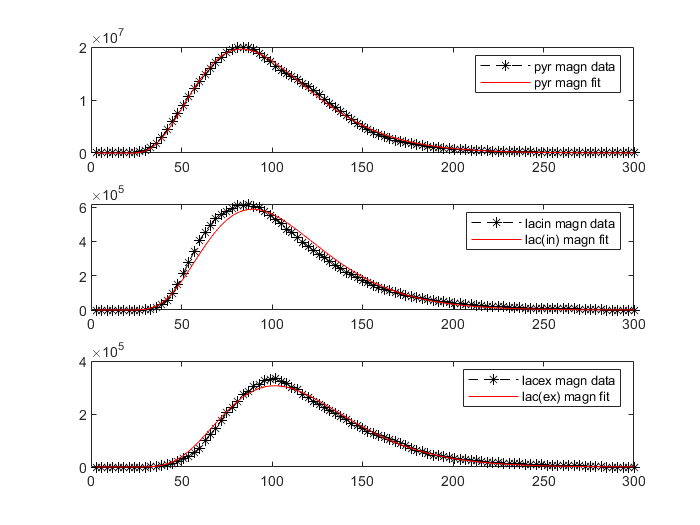 ×10^7
2
1
0
0 50 100 150 200 250 300
pyr magn data
pyr magn fit
×10^5
6
4
2
0
0 50 100 150 200 250 300
lacin magn data
lac(in) magn fit
×10^5
4
2
0
0 50 100 150 200 250 300
lacex magn data
lac(ex) magn fit